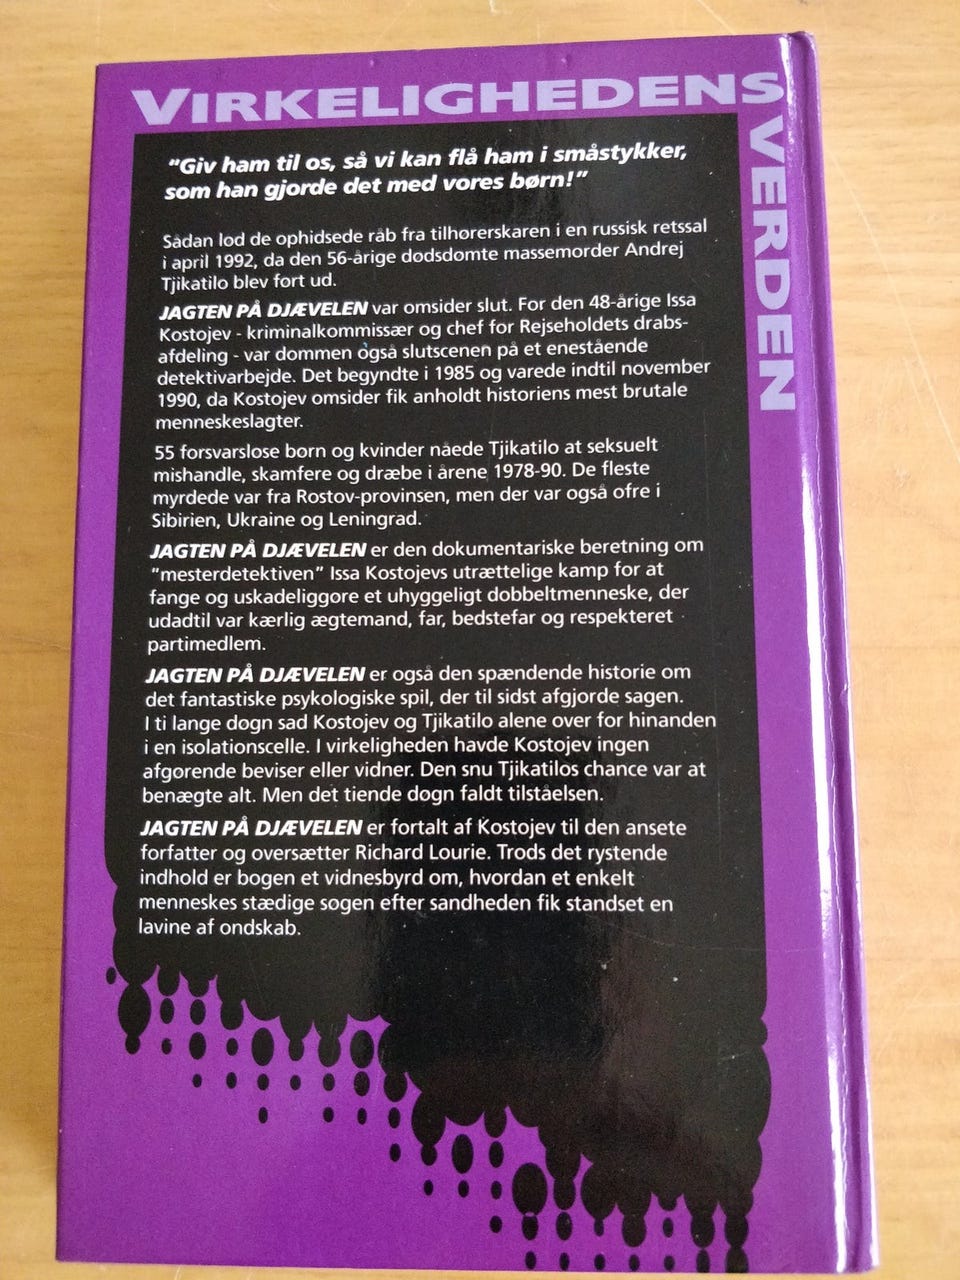 VIRKELIGHEDENS
VERDEN
"Giv ham til os, så vi kan flå ham i småstykker,
som han gjorde det med vores børn!"
Sådan lød de ophidsede råb fra tilhørerskaren i en russisk retssal
i april 1992, da den 56-årige dødsdømte massemorder Andrej
Tjikatilo blev ført ud.
JAGTEN PÅ DJÆVELEN var omsider slut. For den 48-årige Issa
Kostojev - kriminalkommissær og chef for Rejseholdets drabs-
afdeling - var dommen også slutscenen på et enestående
detektivarbejde. Det begyndte i 1985 og varede indtil november
1990, da Kostojev omsider fik anholdt historiens mest brutale
menneskeslagter.
55 forsvarsløse børn og kvinder nåede Tjikatilo at seksuelt
mishandle, skamfere og dræbe i årene 1978-90. De fleste
myrdede var fra Rostov-provinsen, men der var også ofre i
Sibirien, Ukraine og Leningrad.
JAGTEN PÅ DJÆVELEN er den dokumentariske beretning om
"mesterdetektiven" Issa Kostojevs utrættelige kamp for at
fange og uskadeliggøre et uhyggeligt dobbeltmenneske, der
udadtil var kærlig ægtemand, far, bedstefar og respekteret
partimedlem.
JAGTEN PÅ DJÆVELEN er også den spændende historie om
det fantastiske psykologiske spil, der til sidst afgjorde sagen.
I ti lange døgn sad Kostojev og Tjikatilo alene over for hinanden
i en isolationscelle. I virkeligheden havde Kostojev ingen
afgørende beviser eller vidner. Den snu Tjikatilos chance var at
benægte alt. Men det tiende døgn faldt tilståelsen.
JAGTEN PÅ DJÆVELEN er fortalt af Kostojev til den ansete
forfatter og oversætter Richard Lourie. Trods det rystende
indhold er bogen et vidnesbyrd om, hvordan et enkelt
menneskes stædige søgen efter sandheden fik standset en
lavine af ondskab.